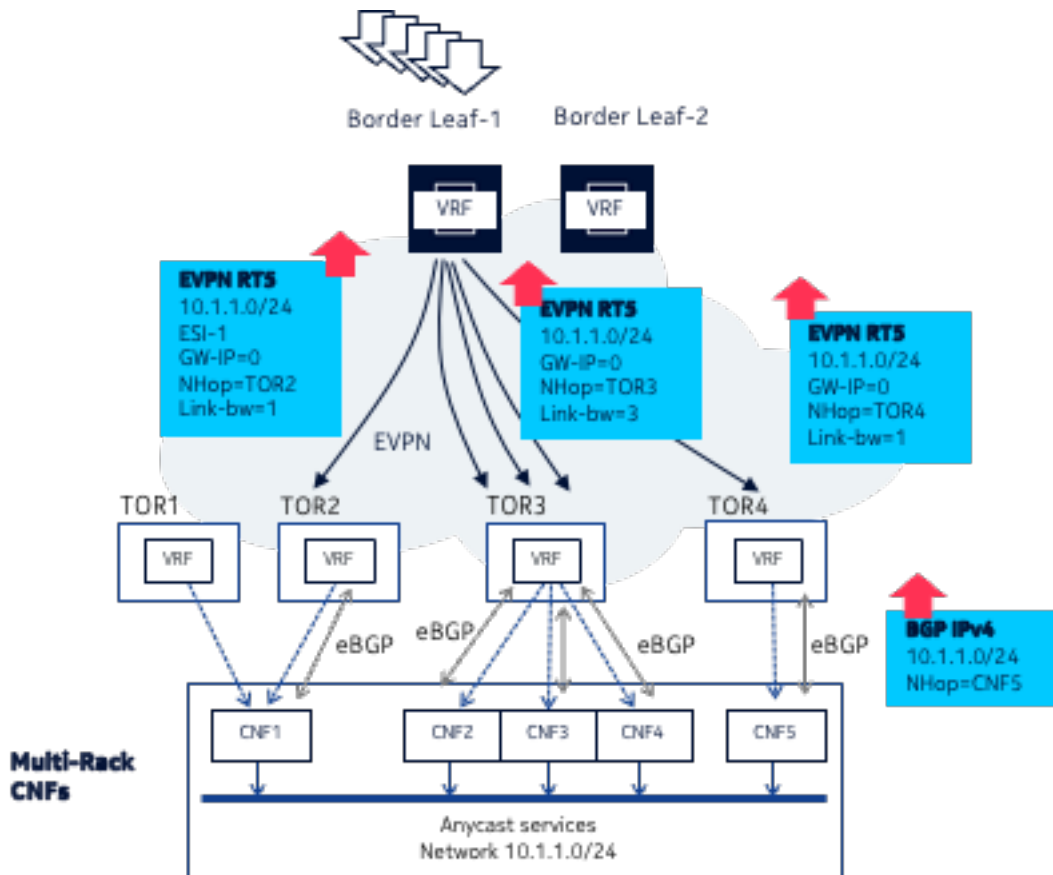 Border Leaf-1
Border Leaf-2
VRF
VRF
EVPN RT5
10.1.1.0/24
ESI-1
GW-IP=0
NHop=TOR2
Link-bw=1
EVPN RT5
10.1.1.0/24
GW-IP=0
NHop=TOR3
Link-bw=3
EVPN RT5
10.1.1.0/24
GW-IP=0
NHop=TOR4
Link-bw=1
EVPN
TOR1
TOR2
TOR3
TOR4
VRF
VRF
VRF
VRF
eBGP
eBGP
eBGP
eBGP
BGP IPv4
10.1.1.0/24
NHop=CNF5
Multi-Rack
CNFs
CNF1
CNF2
CNF3
CNF4
CNF5
Anycast services
Network 10.1.1.0/24